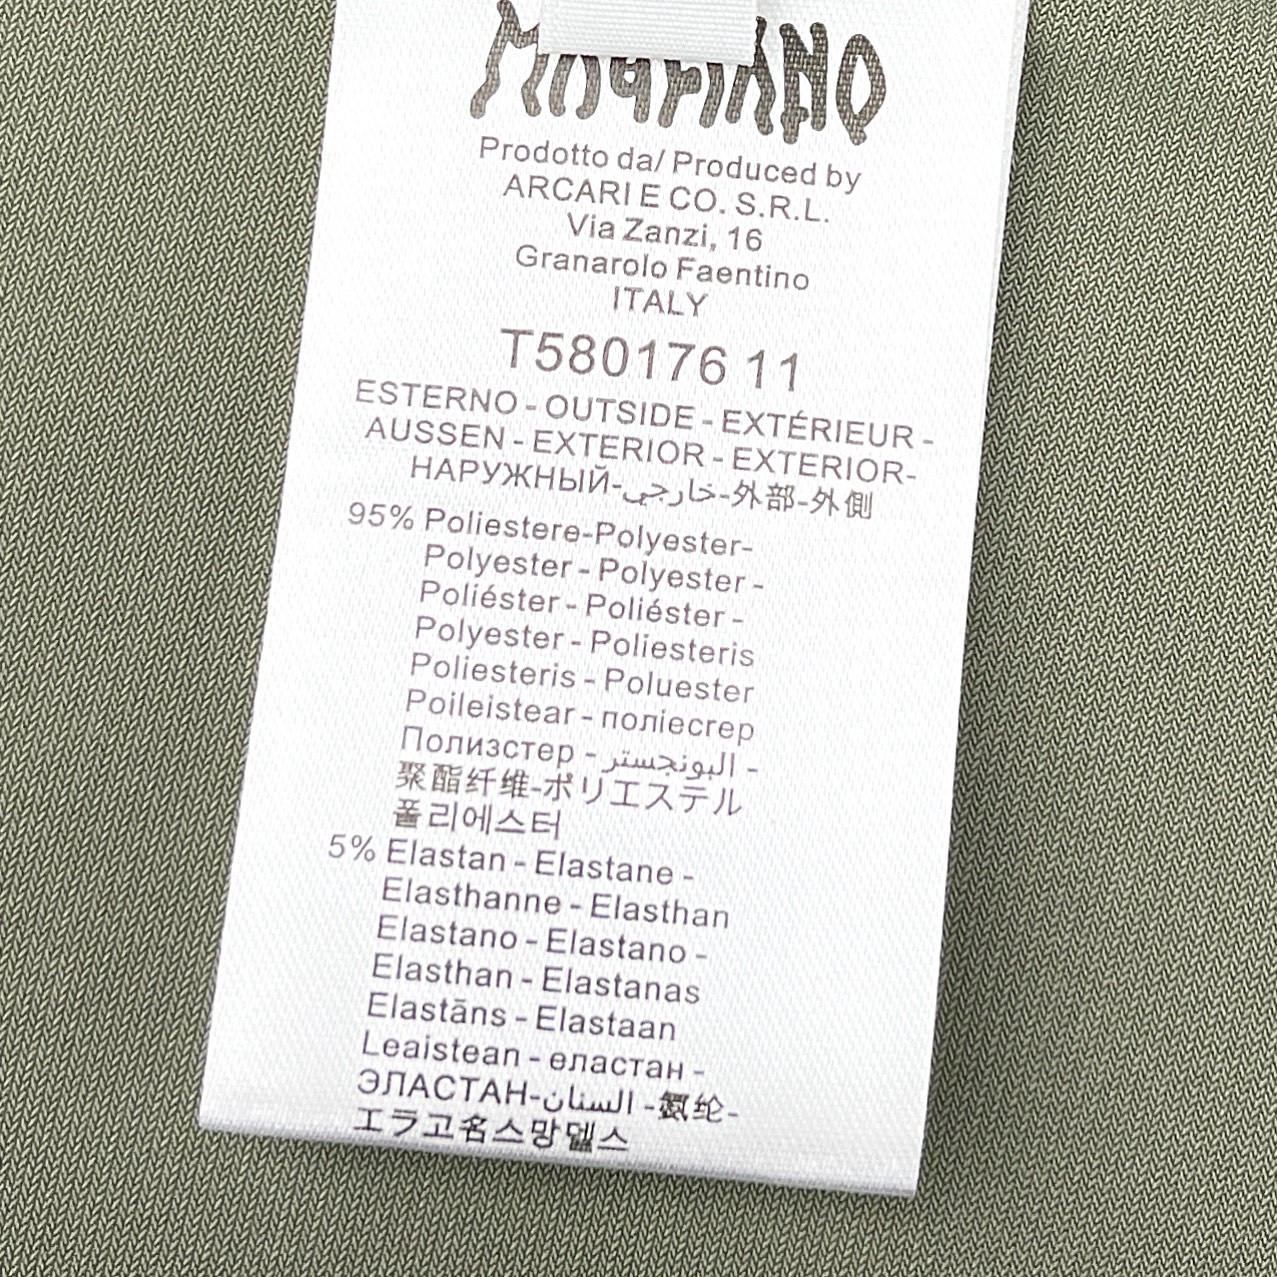 MAGLIANO
Prodotto da/ Produced by
ARCARI E CO. S.R.L.
Via Zanzi, 16
Granarolo Faentino
ITALY
T580176 11
ESTERNO - OUTSIDE - EXTÉRIEUR -
AUSSEN - EXTERIOR - EXTERIOR-
НАРУЖНЫЙ-خارجي-外部-外側
95% Poliestere-Polyester-
Polyester - Polyester -
Poliéster - Poliéster -
Polyester - Poliesteris
Poliesteris - Poluester
Poileistear - поліесгер
Полизстер - البونجستر -
聚酯纤维-ポリエステル
폴리에스터
5% Elastan - Elastane -
Elasthanne - Elasthan
Elastano - Elastano -
Elasthan - Elastanas
Elastāns - Elastaan
Leaistean - еластан -
ЭЛАСТАН-السنان -氨纶-
エラゴ名스망델스